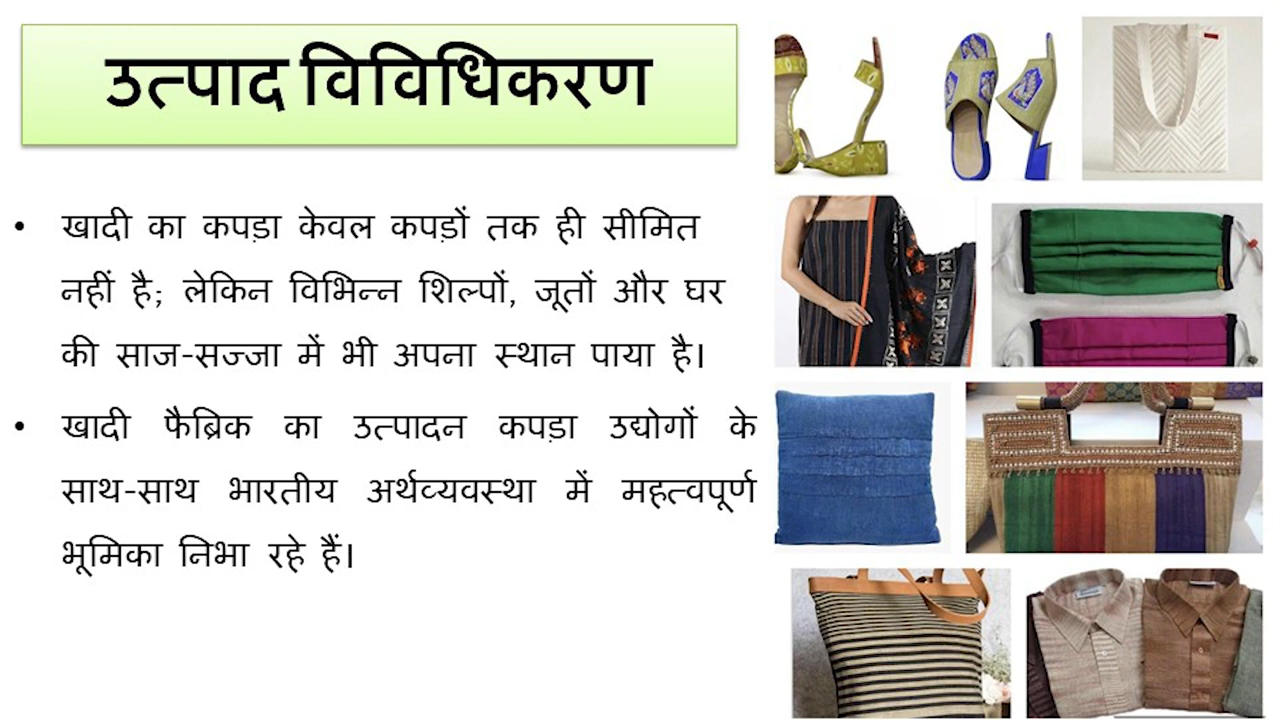 उत्पाद विविधिकरण
• खादी का कपड़ा केवल कपड़ों तक ही सीमित
नहीं है; लेकिन विभिन्न शिल्पों, जूतों और घर
की साज-सज्जा में भी अपना स्थान पाया है।
• खादी फैब्रिक का उत्पादन कपड़ा उद्योगों के
साथ-साथ भारतीय अर्थव्यवस्था में महत्वपूर्ण
भूमिका निभा रहे हैं।